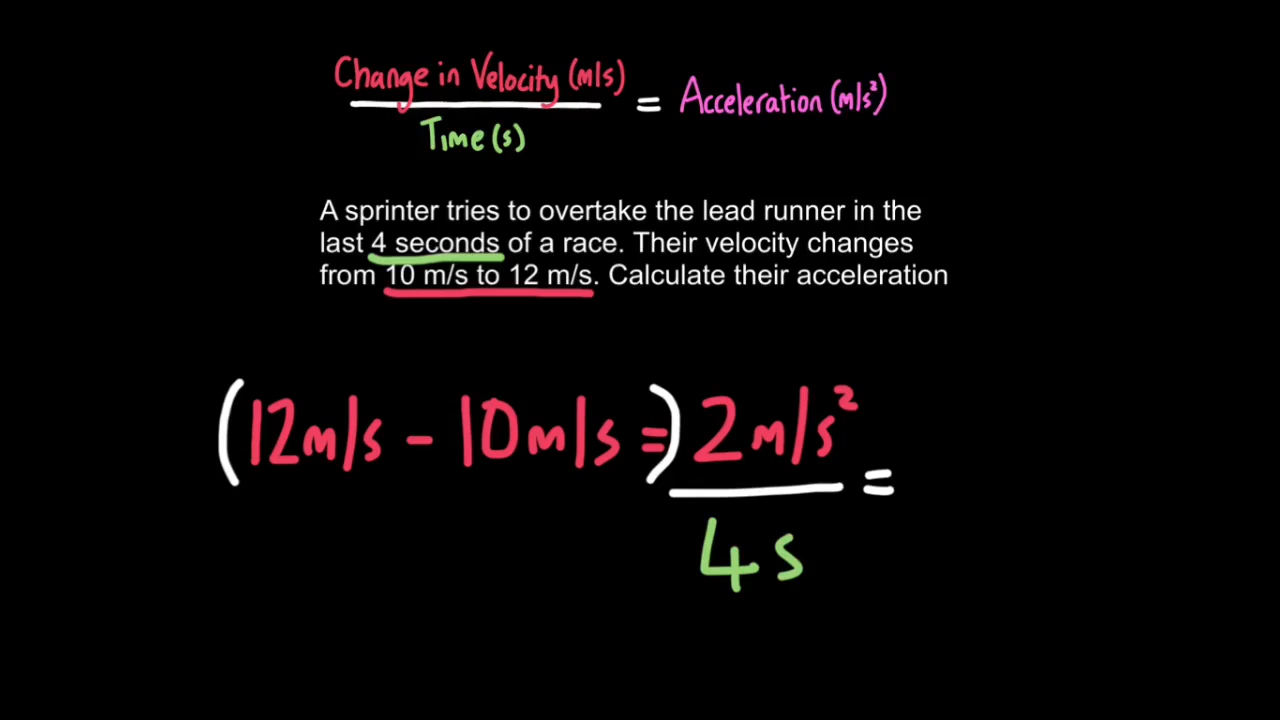 Change in Velocity (m/s)
Time (s)
= Acceleration (m/s²)
A sprinter tries to overtake the lead runner in the
last 4 seconds of a race. Their velocity changes
from 10 m/s to 12 m/s. Calculate their acceleration
(12m/s - 10m/s =) 2m/s²
=
4s